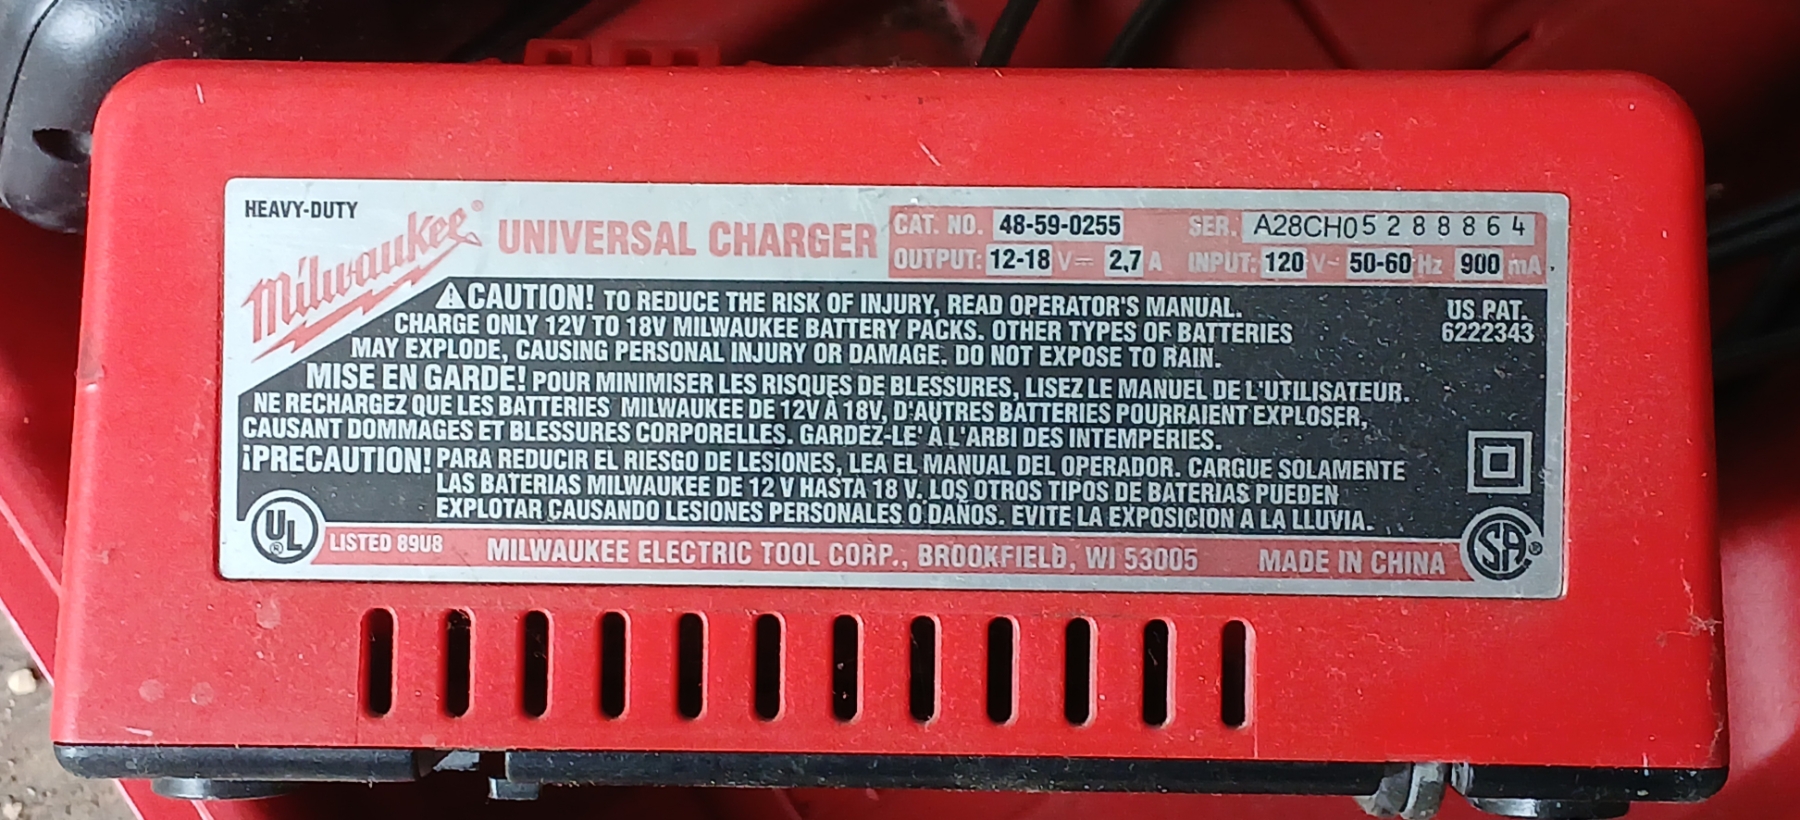 HEAVY-DUTY
Milwaukee®
UNIVERSAL CHARGER
CAT. NO. 48-59-0255 SER. A28CH05288864
OUTPUT: 12-18 V⎓ 2,7 A INPUT: 120 V~ 50-60 Hz 900 mA.
⚠CAUTION! TO REDUCE THE RISK OF INJURY, READ OPERATOR'S MANUAL.
CHARGE ONLY 12V TO 18V MILWAUKEE BATTERY PACKS. OTHER TYPES OF BATTERIES
MAY EXPLODE, CAUSING PERSONAL INJURY OR DAMAGE. DO NOT EXPOSE TO RAIN.
US PAT.
6222343
MISE EN GARDE! POUR MINIMISER LES RISQUES DE BLESSURES, LISEZ LE MANUEL DE L'UTILISATEUR.
NE RECHARGEZ QUE LES BATTERIES MILWAUKEE DE 12V À 18V, D'AUTRES BATTERIES POURRAIENT EXPLOSER,
CAUSANT DOMMAGES ET BLESSURES CORPORELLES. GARDEZ-LE' À L'ARBI DES INTEMPÉRIES.
¡PRECAUTION! PARA REDUCIR EL RIESGO DE LESIONES, LEA EL MANUAL DEL OPERADOR. CARGUE SOLAMENTE
LAS BATERIAS MILWAUKEE DE 12 V HASTA 18 V. LOS OTROS TIPOS DE BATERIAS PUEDEN
EXPLOTAR CAUSANDO LESIONES PERSONALES O DAÑOS. EVITE LA EXPOSICION A LA LLUVIA.
UL® LISTED 89U8
MILWAUKEE ELECTRIC TOOL CORP., BROOKFIELD, WI 53005 MADE IN CHINA
SA®